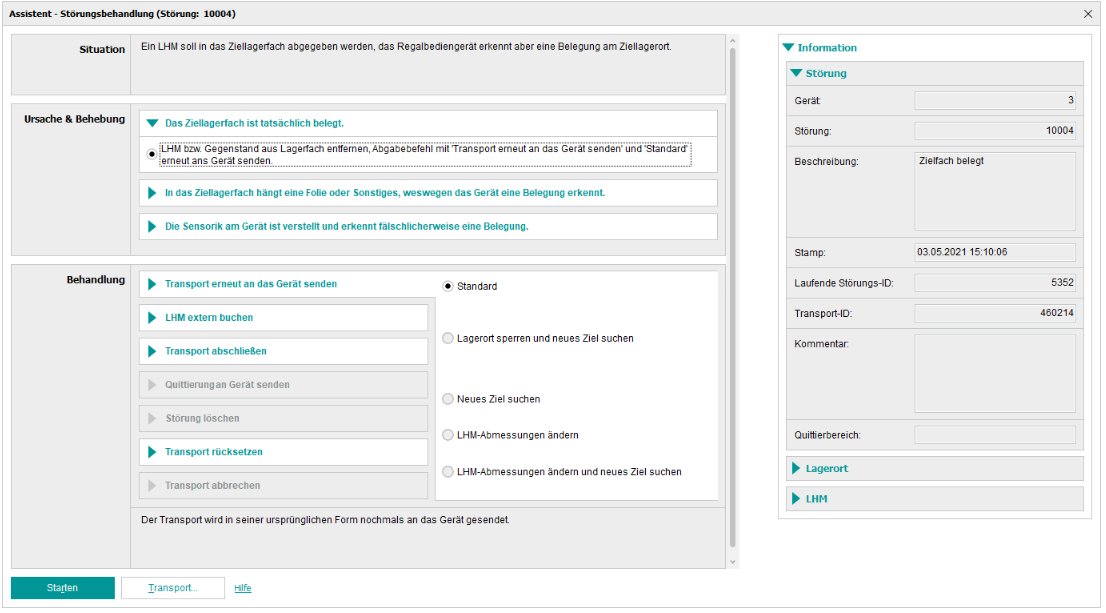 Assistent - Störungsbehandlung (Störung: 10004)
Situation
Ein LHM soll in das Ziellagerfach abgegeben werden, das Regalbediengerät erkennt aber eine Belegung am Ziellagerort.
Ursache & Behebung
Das Ziellagerfach ist tatsächlich belegt.
LHM bzw. Gegenstand aus Lagerfach entfernen, Abgabebefehl mit 'Transport erneut an das Gerät senden' und 'Standard'
erneut ans Gerät senden.
In das Ziellagerfach hängt eine Folie oder Sonstiges, weswegen das Gerät eine Belegung erkennt.
Die Sensorik am Gerät ist verstellt und erkennt fälschlicherweise eine Belegung.
Behandlung
Transport erneut an das Gerät senden
LHM extern buchen
Transport abschließen
Quittierungan Gerät senden
Störung löschen
Transport rücksetzen
Transport abbrechen
Standard
Lagerort sperren und neues Ziel suchen
Neues Ziel suchen
LHM-Abmessungen ändern
LHM-Abmessungen ändern und neues Ziel suchen
Der Transport wird in seiner ursprünglichen Form nochmals an das Gerät gesendet.
Starten
Transport...
Hilfe
Information
Störung
Gerät: 3
Störung: 10004
Beschreibung: Zielfach belegt
Stamp: 03.05.2021 15:10:06
Laufende Störungs-ID: 5352
Transport-ID: 460214
Kommentar:
Quittierbereich:
Lagerort
LHM